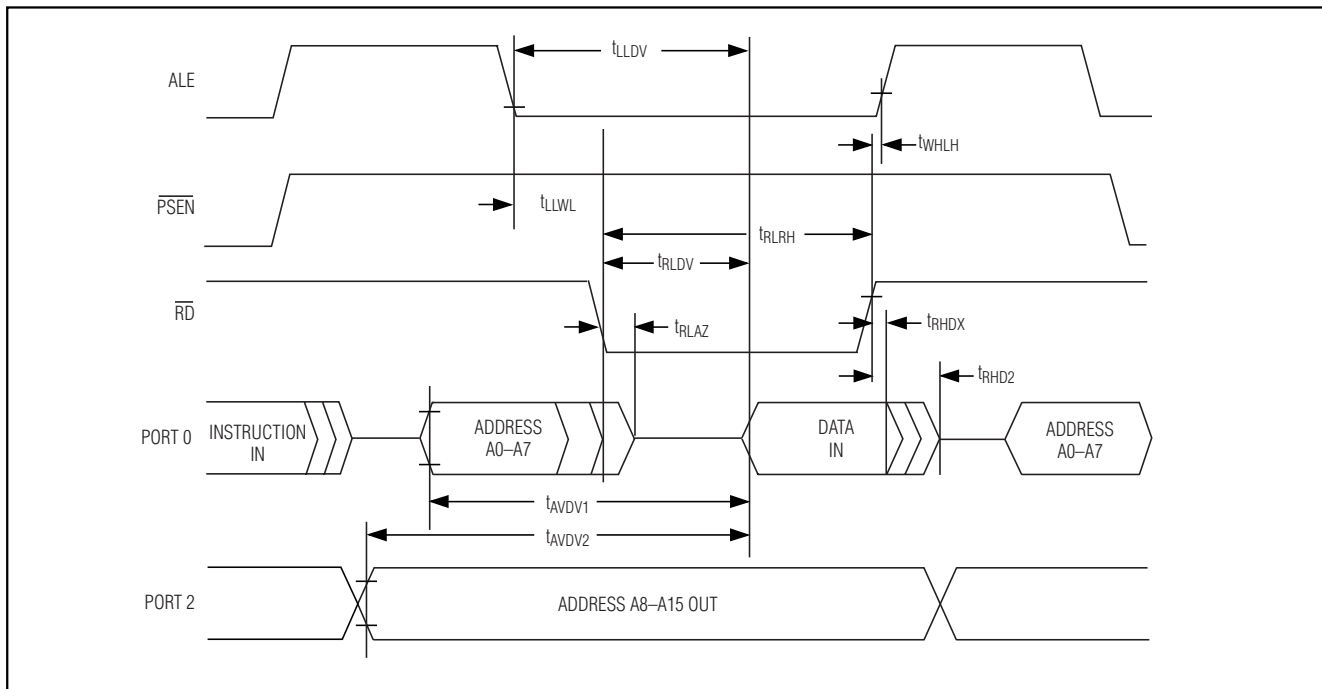 tLLDV
ALE
tWHLH
PSEN
tLLWL
tRLRH
tRLDV
RD
tRLAZ
tRHDX
tRHD2
PORT 0
INSTRUCTION
IN
ADDRESS
A0–A7
DATA
IN
ADDRESS
A0–A7
tAVDV1
tAVDV2
PORT 2
ADDRESS A8–A15 OUT